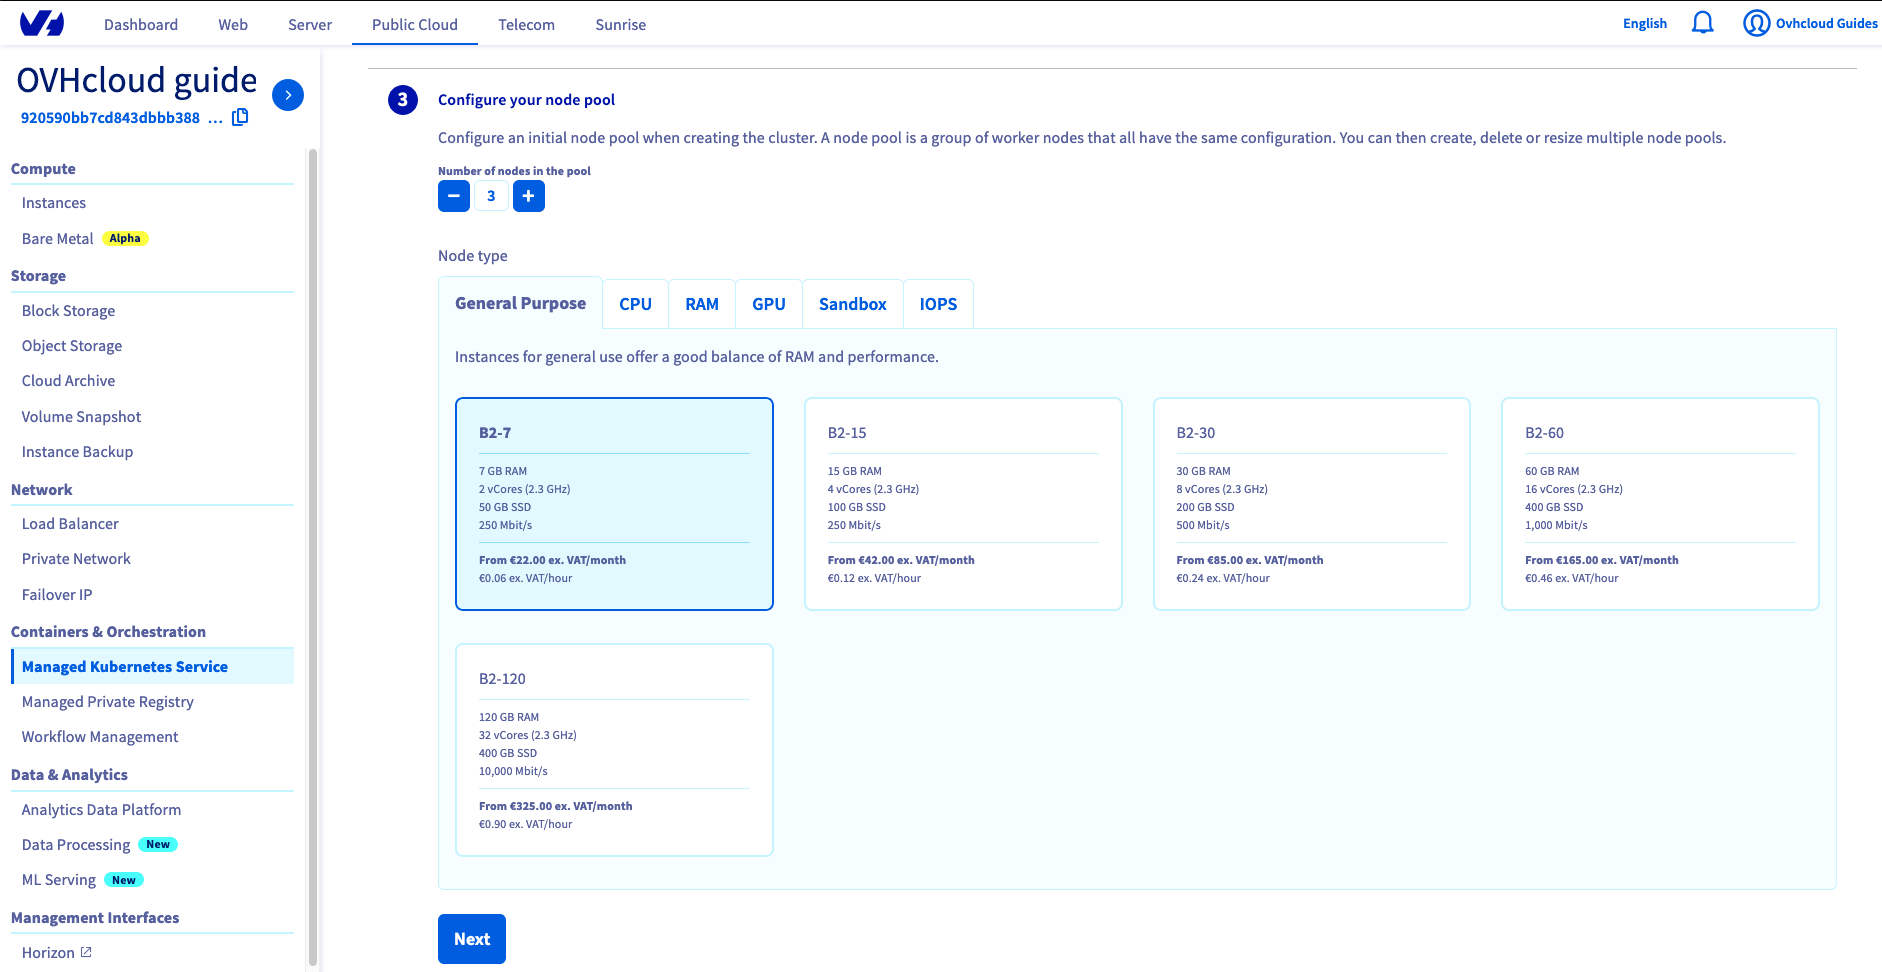 Dashboard Web Server Public Cloud Telecom Sunrise English Ovhcloud Guides
OVHcloud guide
920590bb7cd843dbbb388 ...
Compute
Instances
Bare Metal Alpha
Storage
Block Storage
Object Storage
Cloud Archive
Volume Snapshot
Instance Backup
Network
Load Balancer
Private Network
Failover IP
Containers & Orchestration
Managed Kubernetes Service
Managed Private Registry
Workflow Management
Data & Analytics
Analytics Data Platform
Data Processing New
ML Serving New
Management Interfaces
Horizon
3 Configure your node pool
Configure an initial node pool when creating the cluster. A node pool is a group of worker nodes that all have the same configuration. You can then create, delete or resize multiple node pools.
Number of nodes in the pool
− 3 +
Node type
General Purpose CPU RAM GPU Sandbox IOPS
Instances for general use offer a good balance of RAM and performance.
B2-7
7 GB RAM
2 vCores (2.3 GHz)
50 GB SSD
250 Mbit/s
From €22.00 ex. VAT/month
€0.06 ex. VAT/hour
B2-15
15 GB RAM
4 vCores (2.3 GHz)
100 GB SSD
250 Mbit/s
From €42.00 ex. VAT/month
€0.12 ex. VAT/hour
B2-30
30 GB RAM
8 vCores (2.3 GHz)
200 GB SSD
500 Mbit/s
From €85.00 ex. VAT/month
€0.24 ex. VAT/hour
B2-60
60 GB RAM
16 vCores (2.3 GHz)
400 GB SSD
1,000 Mbit/s
From €165.00 ex. VAT/month
€0.46 ex. VAT/hour
B2-120
120 GB RAM
32 vCores (2.3 GHz)
400 GB SSD
10,000 Mbit/s
From €325.00 ex. VAT/month
€0.90 ex. VAT/hour
Next